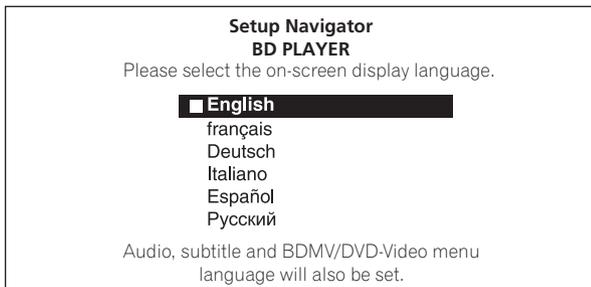 Setup Navigator
BD PLAYER
Please select the on-screen display language.
English
français
Deutsch
Italiano
Español
Русский
Audio, subtitle and BDMV/DVD-Video menu
language will also be set.